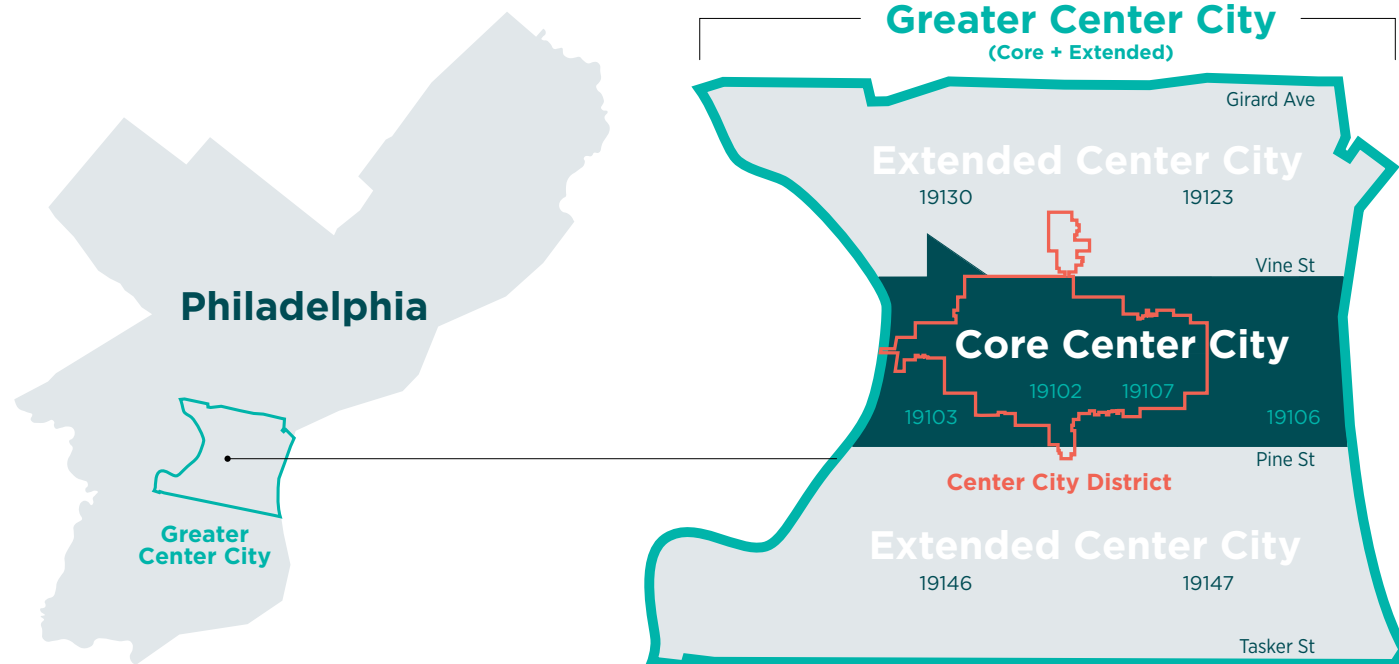 Philadelphia
Greater
Center City
Greater Center City
(Core + Extended)
Girard Ave
Extended Center City
19130
19123
Vine St
Core Center City
19102
19107
19103
19106
Pine St
Center City District
Extended Center City
19146
19147
Tasker St